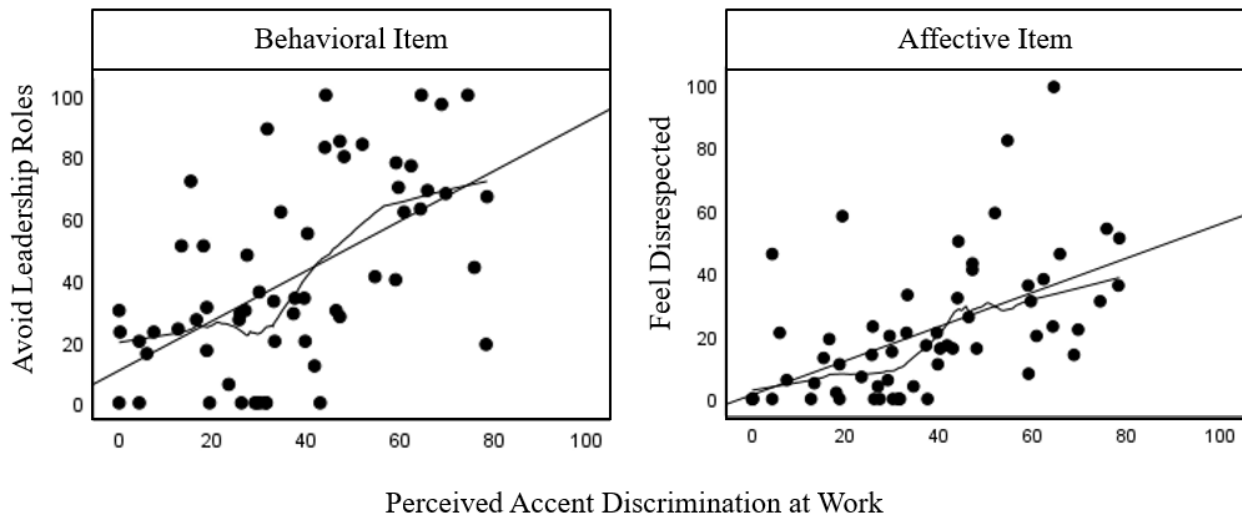 Behavioral Item
Avoid Leadership Roles
100
80
60
40
20
0
0 20 40 60 80 100
Affective Item
Feel Disrespected
100
80
60
40
20
0
0 20 40 60 80 100
Perceived Accent Discrimination at Work